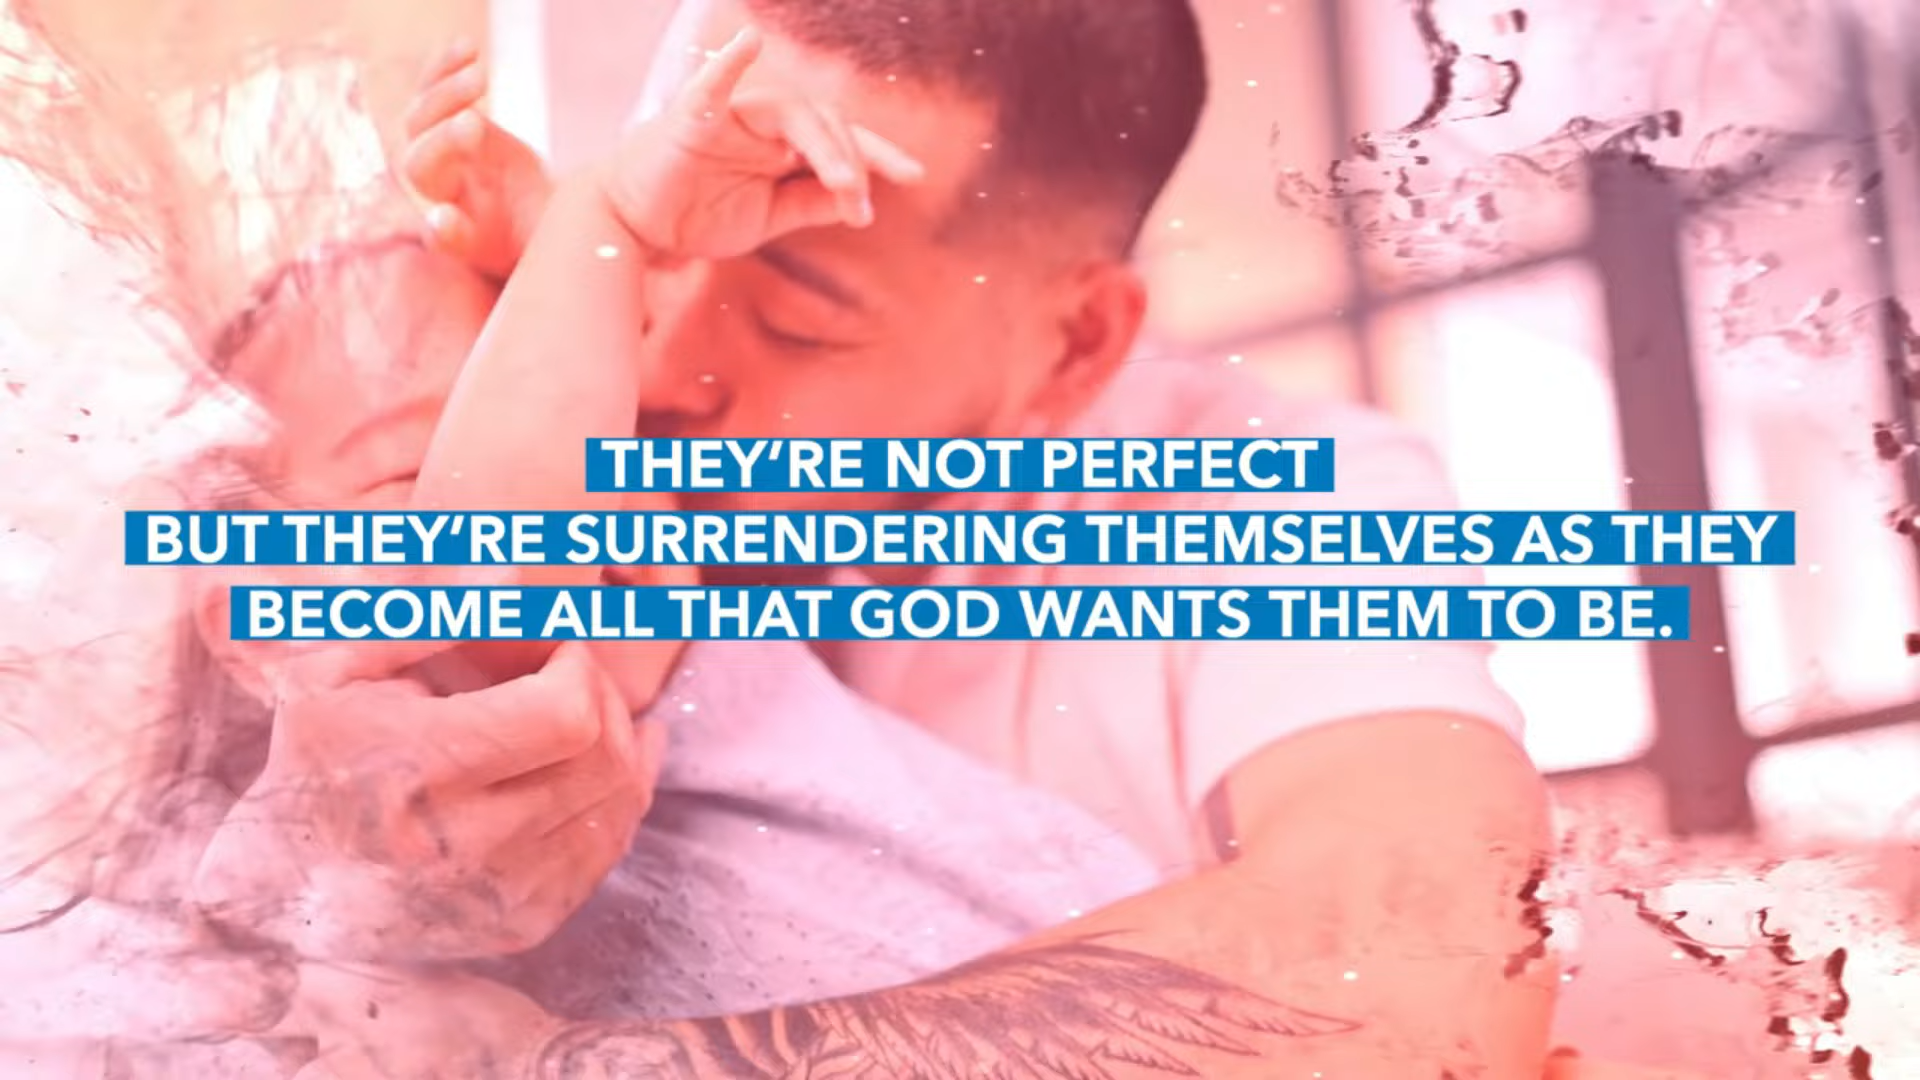 THEY’RE NOT PERFECT
BUT THEY’RE SURRENDERING THEMSELVES AS THEY
BECOME ALL THAT GOD WANTS THEM TO BE.